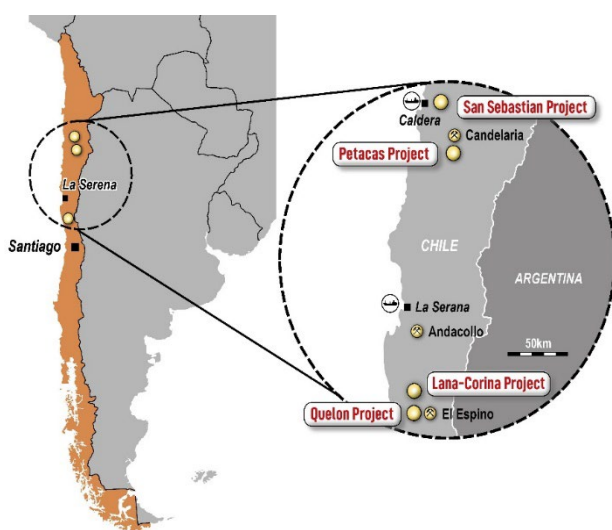 La Serena
Santiago
San Sebastian Project
Caldera
Candelaria
Petacas Project
CHILE
ARGENTINA
La Serana
Andacollo
50km
Lana-Corina Project
Quelon Project
El Espino